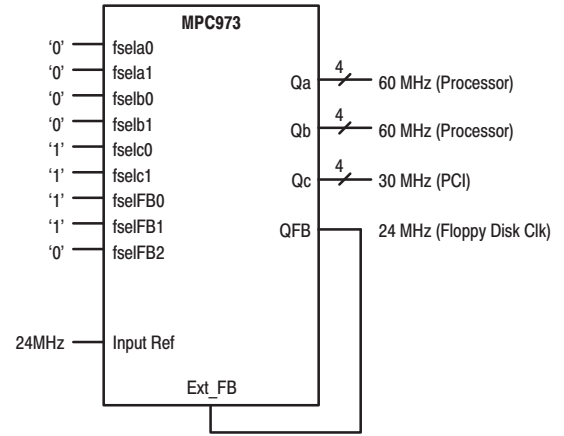 MPC973
‘0’ fsela0
‘0’ fsela1
‘0’ fselb0
‘0’ fselb1
‘1’ fselc0
‘1’ fselc1
‘1’ fselFB0
‘1’ fselFB1
‘0’ fselFB2
24MHz Input Ref
Ext_FB
Qa 4 60 MHz (Processor)
Qb 4 60 MHz (Processor)
Qc 4 30 MHz (PCI)
QFB 24 MHz (Floppy Disk Clk)